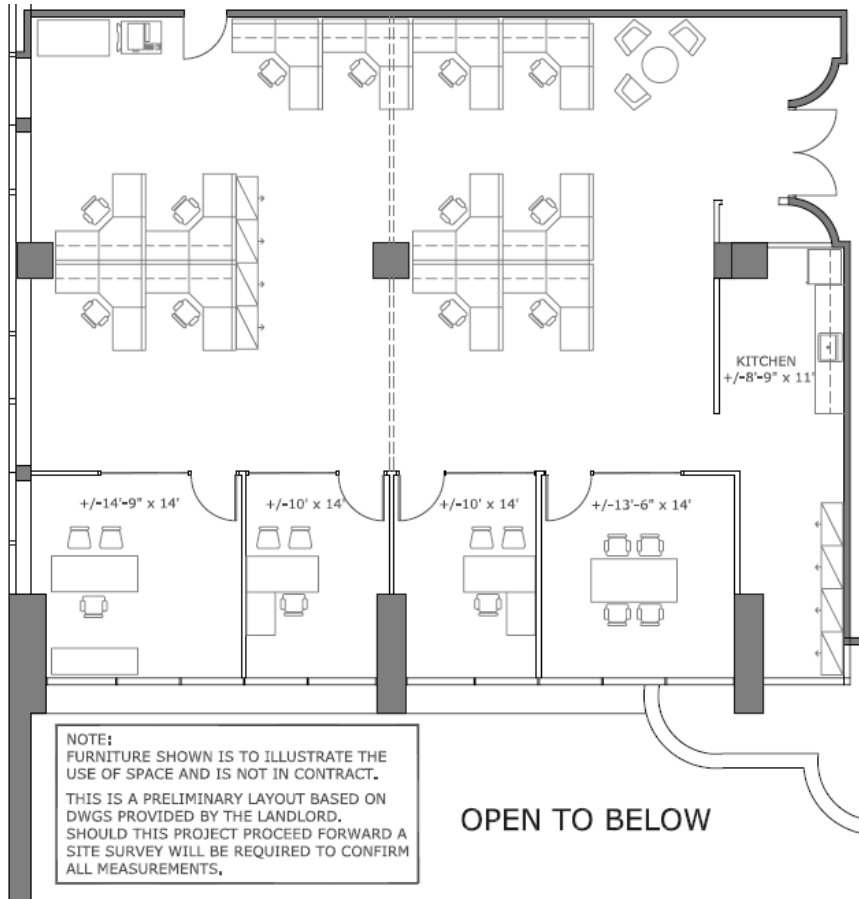 KITCHEN
+/-8'-9" x 11'
+/-14'-9" x 14'
+/-10' x 14'
+/-10' x 14'
+/-13'-6" x 14'
NOTE:
FURNITURE SHOWN IS TO ILLUSTRATE THE
USE OF SPACE AND IS NOT IN CONTRACT.
THIS IS A PRELIMINARY LAYOUT BASED ON
DWGS PROVIDED BY THE LANDLORD.
SHOULD THIS PROJECT PROCEED FORWARD A
SITE SURVEY WILL BE REQUIRED TO CONFIRM
ALL MEASUREMENTS.
OPEN TO BELOW